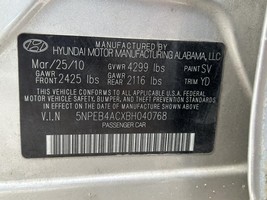 HYUNDAI MOTOR MANUFACTURING ALABAMA, LLC
Mar/25/10 GVWR 4299 lbs PAINT SV
GAWR FRONT 2425 lbs GAWR REAR 2116 lbs TRIM YD
THIS VEHICLE CONFORMS TO ALL APPLICABLE U.S.
FEDERAL MOTOR VEHICLE SAFETY, BUMPER,
AND THEFT PREVENTION STANDARDS
IN EFFECT ON THE DATE OF MANUFACTURE
SHOWN ABOVE.
V.I.N 5NPEB4ACXBH040768
PASSENGER CAR